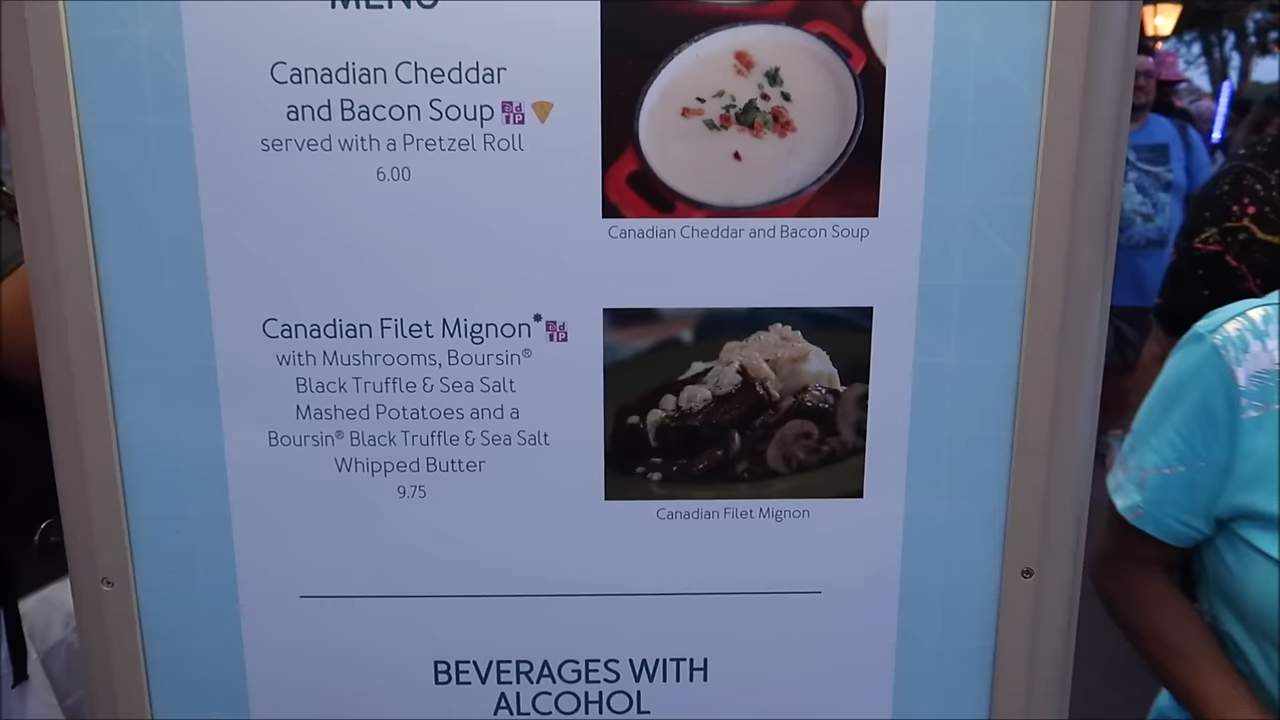 MENU
Canadian Cheddar
and Bacon Soup
served with a Pretzel Roll
6.00
Canadian Cheddar and Bacon Soup
Canadian Filet Mignon*
with Mushrooms, Boursin®
Black Truffle & Sea Salt
Mashed Potatoes and a
Boursin® Black Truffle & Sea Salt
Whipped Butter
9.75
Canadian Filet Mignon
BEVERAGES WITH
ALCOHOL